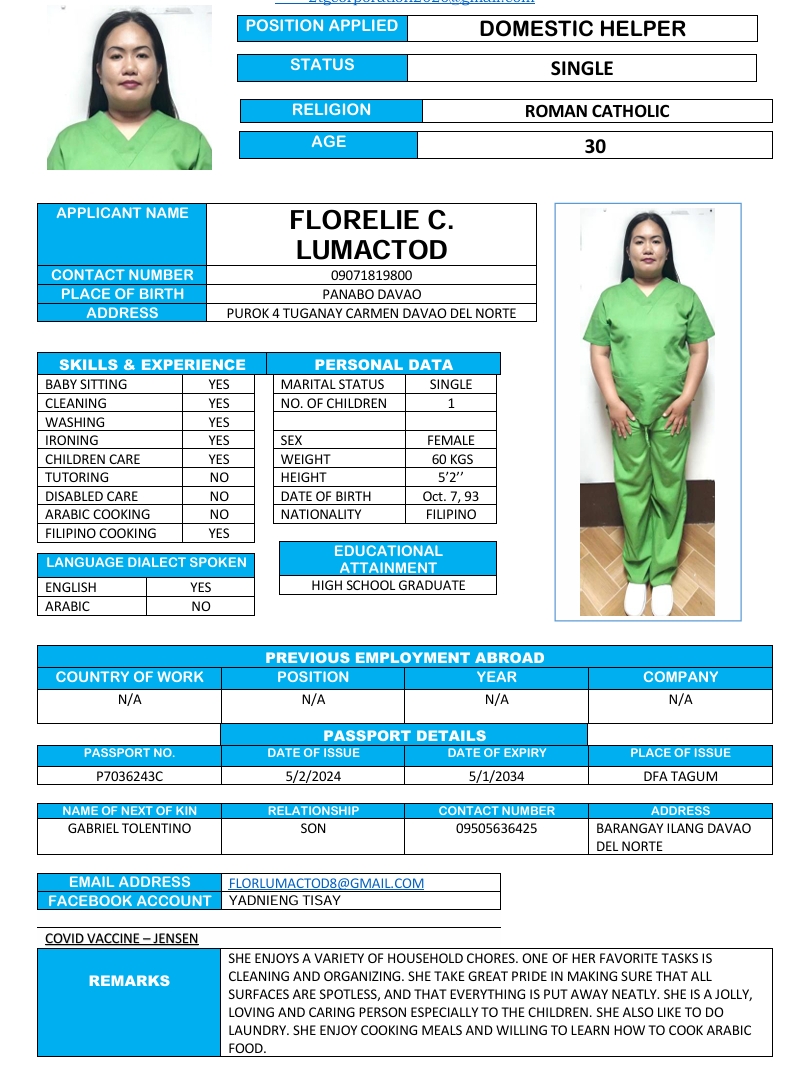 2tgcorporation2020@gmail.com
POSITION APPLIED DOMESTIC HELPER
STATUS SINGLE
RELIGION ROMAN CATHOLIC
AGE 30
APPLICANT NAME FLORELIE C.
LUMACTOD
CONTACT NUMBER 09071819800
PLACE OF BIRTH PANABO DAVAO
ADDRESS PUROK 4 TUGANAY CARMEN DAVAO DEL NORTE
SKILLS & EXPERIENCE PERSONAL DATA
BABY SITTING YES MARITAL STATUS SINGLE
CLEANING YES NO. OF CHILDREN 1
WASHING YES
IRONING YES SEX FEMALE
CHILDREN CARE YES WEIGHT 60 KGS
TUTORING NO HEIGHT 5’2’’
DISABLED CARE NO DATE OF BIRTH Oct. 7, 93
ARABIC COOKING NO NATIONALITY FILIPINO
FILIPINO COOKING YES
EDUCATIONAL
ATTAINMENT
HIGH SCHOOL GRADUATE
LANGUAGE DIALECT SPOKEN
ENGLISH YES
ARABIC NO
PREVIOUS EMPLOYMENT ABROAD
COUNTRY OF WORK POSITION YEAR COMPANY
N/A N/A N/A N/A
PASSPORT DETAILS
PASSPORT NO. DATE OF ISSUE DATE OF EXPIRY PLACE OF ISSUE
P7036243C 5/2/2024 5/1/2034 DFA TAGUM
NAME OF NEXT OF KIN RELATIONSHIP CONTACT NUMBER ADDRESS
GABRIEL TOLENTINO SON 09505636425 BARANGAY ILANG DAVAO
DEL NORTE
EMAIL ADDRESS FLORLUMACTOD8@GMAIL.COM
FACEBOOK ACCOUNT YADNIENG TISAY
COVID VACCINE – JENSEN
REMARKS
SHE ENJOYS A VARIETY OF HOUSEHOLD CHORES. ONE OF HER FAVORITE TASKS IS
CLEANING AND ORGANIZING. SHE TAKE GREAT PRIDE IN MAKING SURE THAT ALL
SURFACES ARE SPOTLESS, AND THAT EVERYTHING IS PUT AWAY NEATLY. SHE IS A JOLLY,
LOVING AND CARING PERSON ESPECIALLY TO THE CHILDREN. SHE ALSO LIKE TO DO
LAUNDRY. SHE ENJOY COOKING MEALS AND WILLING TO LEARN HOW TO COOK ARABIC
FOOD.